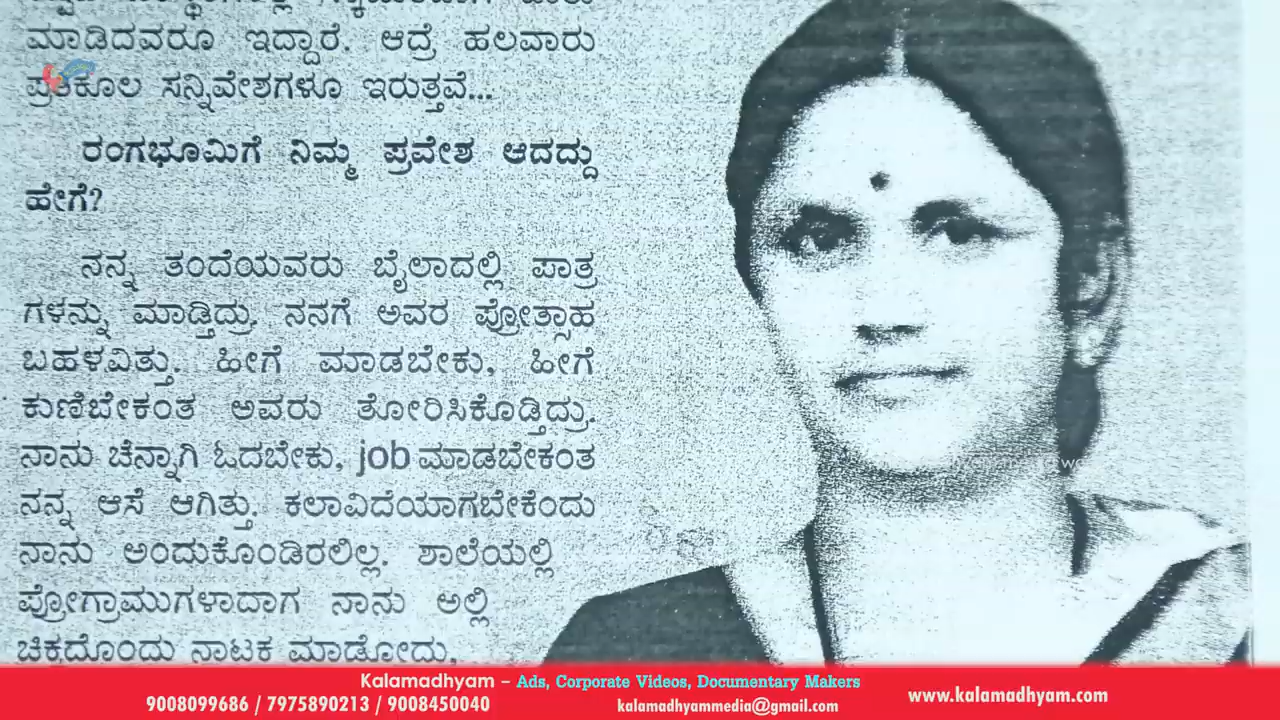 ಮಾಡಿದವರೂ ಇದ್ದಾರೆ. ಆದ್ರೆ ಹಲವಾರು
ಪ್ರತಿಕೂಲ ಸನ್ನಿವೇಶಗಳೂ ಇರುತ್ತವೆ...
ರಂಗಭೂಮಿಗೆ ನಿಮ್ಮ ಪ್ರವೇಶ ಆದದ್ದು
ಹೇಗೆ?
ನನ್ನ ತಂದೆಯವರು ಬೈಲಾದಲ್ಲಿ ಪಾತ್ರ
ಗಳನ್ನು ಮಾಡ್ತಿದ್ರು. ನನಗೆ ಅವರ ಪ್ರೋತ್ಸಾಹ
ಬಹಳವಿತ್ತು. ಹೀಗೆ ಮಾಡಬೇಕು, ಹೀಗೆ
ಕುಣಿಬೇಕಂತ ಅವರು ತೋರಿಸಿಕೊಡ್ತಿದ್ರು.
ನಾನು ಚೆನ್ನಾಗಿ ಓದಬೇಕು, job ಮಾಡಬೇಕಂತ
ನನ್ನ ಆಸೆ ಆಗಿತ್ತು. ಕಲಾವಿದೆಯಾಗಬೇಕೆಂದು
ನಾನು ಅಂದುಕೊಂಡಿರಲಿಲ್ಲ. ಶಾಲೆಯಲ್ಲಿ
ಪ್ರೋಗ್ರಾಮುಗಳಾದಾಗ ನಾನು ಅಲ್ಲಿ
ಚಿಕ್ಕದೊಂದು ನಾಟಕ ಮಾಡೋದು,
Kalamadhyam – Ads, Corporate Videos, Documentary Makers
9008099686 / 7975890213 / 9008450040 kalamadhyammedia@gmail.com www.kalamadhyam.com